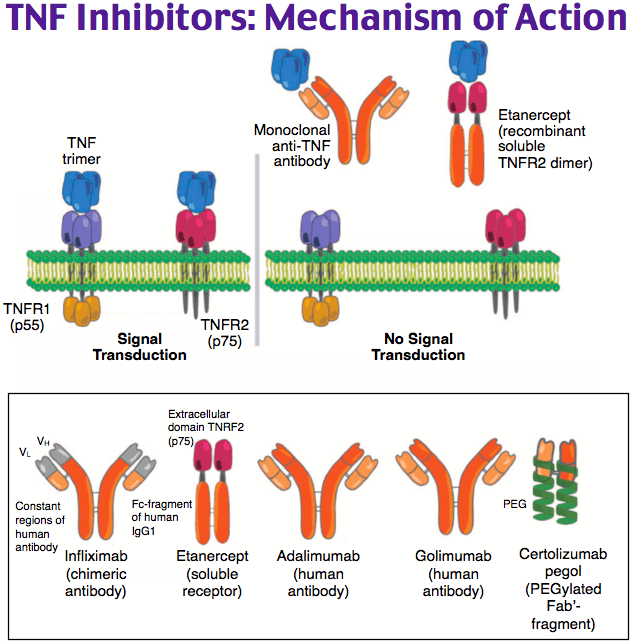 TNF Inhibitors: Mechanism of Action
TNF
trimer
Monoclonal
anti-TNF
antibody
Etanercept
(recombinant
soluble
TNFR2 dimer)
TNFR1
(p55)
Signal
Transduction
TNFR2
(p75)
No Signal
Transduction
VL
VH
Constant
regions of
human
antibody
Infliximab
(chimeric
antibody)
Extracellular
domain TNRF2
(p75)
Fc-fragment
of human
IgG1
Etanercept
(soluble
receptor)
Adalimumab
(human
antibody)
Golimumab
(human
antibody)
PEG
Certolizumab
pegol
(PEGylated
Fab'-
fragment)